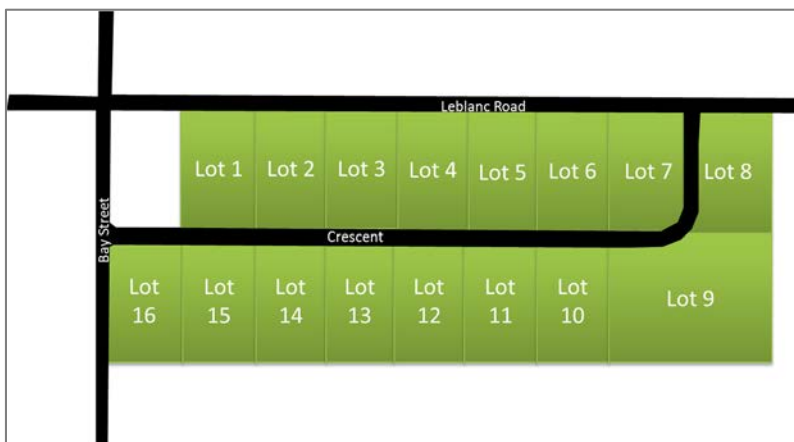 Leblanc Road
Lot 1
Lot 2
Lot 3
Lot 4
Lot 5
Lot 6
Lot 7
Lot 8
Bay Street
Crescent
Lot
16
Lot
15
Lot
14
Lot
13
Lot
12
Lot
11
Lot
10
Lot 9